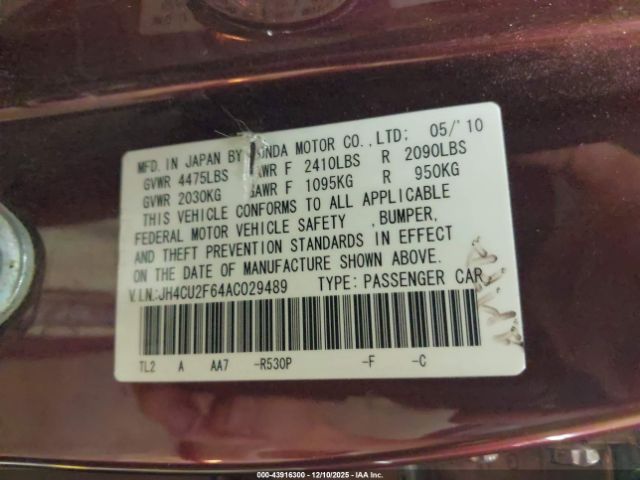 MFD. IN JAPAN BY HONDA MOTOR CO.,LTD: 05/'10
GVWR 4475LBS GAWR F 2410LBS R 2090LBS
GVWR 2030KG GAWR F 1095KG R 950KG
THIS VEHICLE CONFORMS TO ALL APPLICABLE
FEDERAL MOTOR VEHICLE SAFETY ,BUMPER,
AND THEFT PREVENTION STANDARDS IN EFFECT
ON THE DATE OF MANUFACTURE SHOWN ABOVE.
V.I.N.:JH4CU2F64AC029489 TYPE:PASSENGER CAR
TL2 A AA7 -R530P -F -C
000-43916300 - 12/10/2025 - IAA Inc.